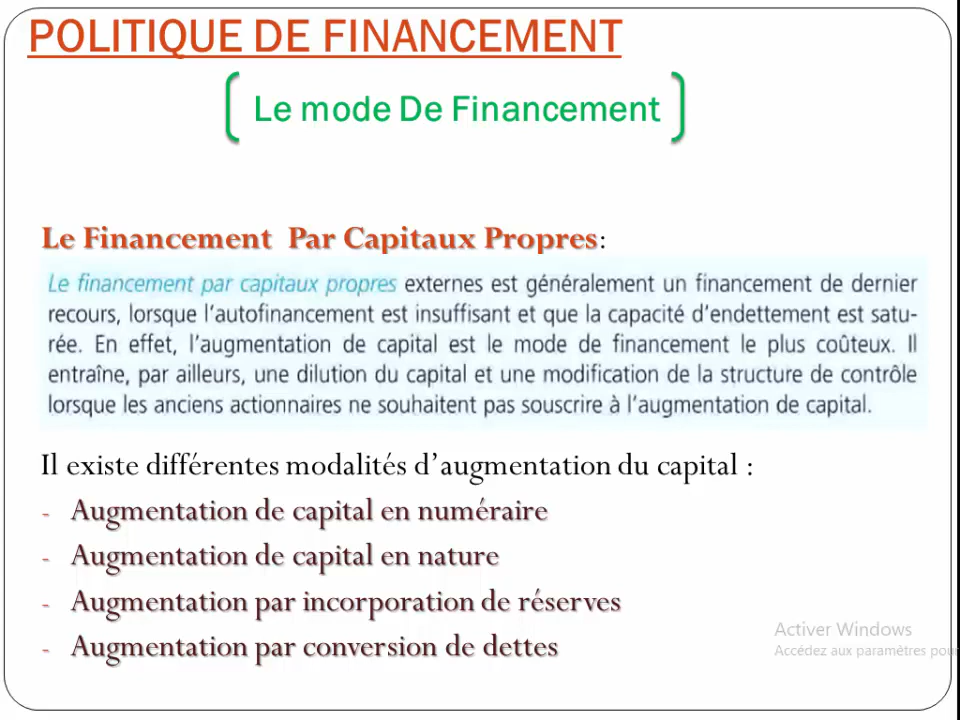 POLITIQUE DE FINANCEMENT
Le mode De Financement
Le Financement Par Capitaux Propres:
Le financement par capitaux propres externes est généralement un financement de dernier
recours, lorsque l'autofinancement est insuffisant et que la capacité d'endettement est satu-
rée. En effet, l'augmentation de capital est le mode de financement le plus coûteux. Il
entraîne, par ailleurs, une dilution du capital et une modification de la structure de contrôle
lorsque les anciens actionnaires ne souhaitent pas souscrire à l'augmentation de capital.
Il existe différentes modalités d'augmentation du capital :
- Augmentation de capital en numéraire
- Augmentation de capital en nature
- Augmentation par incorporation de réserves
- Augmentation par conversion de dettes
Activer Windows
Accédez aux paramètres pour